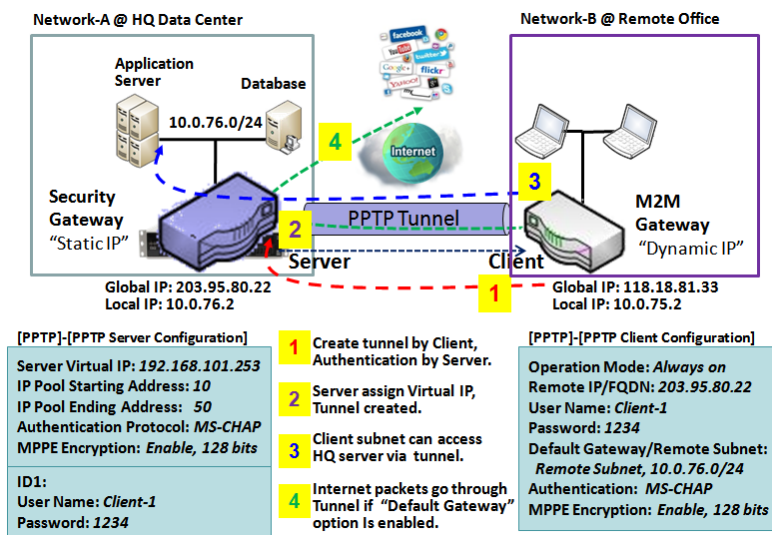 Network-A @ HQ Data Center
Network-B @ Remote Office
Application
Server
Database
10.0.76.0/24
facebook
YouTube
twitter
Google+
flickr
YAHOO!
Internet
4
3
Security
Gateway
"Static IP"
2
PPTP Tunnel
M2M
Gateway
"Dynamic IP"
Server
Client
1
Global IP: 203.95.80.22
Local IP: 10.0.76.2
Global IP: 118.18.81.33
Local IP: 10.0.75.2
[PPTP]-[PPTP Server Configuration]
Server Virtual IP: 192.168.101.253
IP Pool Starting Address: 10
IP Pool Ending Address: 50
Authentication Protocol: MS-CHAP
MPPE Encryption: Enable, 128 bits
ID1:
User Name: Client-1
Password: 1234
1 Create tunnel by Client,
Authentication by Server.
2 Server assign Virtual IP,
Tunnel created.
3 Client subnet can access
HQ server via tunnel.
4 Internet packets go through
Tunnel if "Default Gateway"
option Is enabled.
[PPTP]-[PPTP Client Configuration]
Operation Mode: Always on
Remote IP/FQDN: 203.95.80.22
User Name: Client-1
Password: 1234
Default Gateway/Remote Subnet:
Remote Subnet, 10.0.76.0/24
Authentication: MS-CHAP
MPPE Encryption: Enable, 128 bits